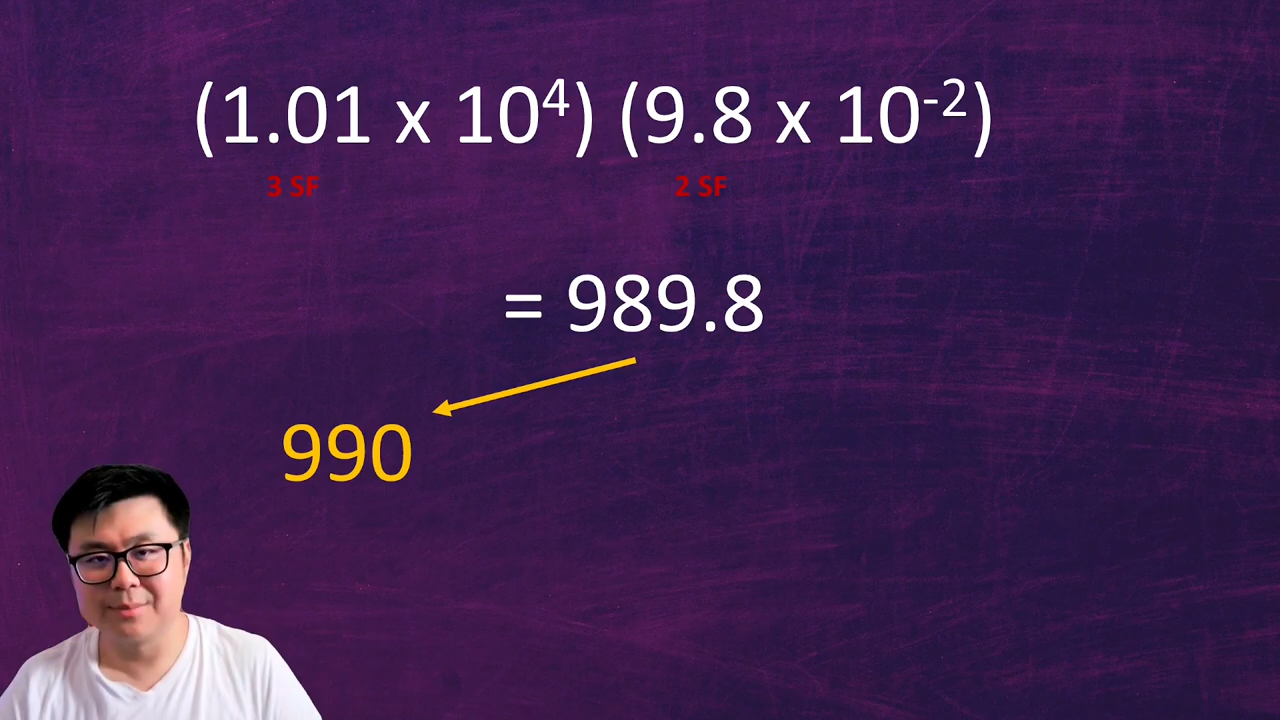 (1.01 x 10⁴) (9.8 x 10⁻²)
3 SF 2 SF
= 989.8
990